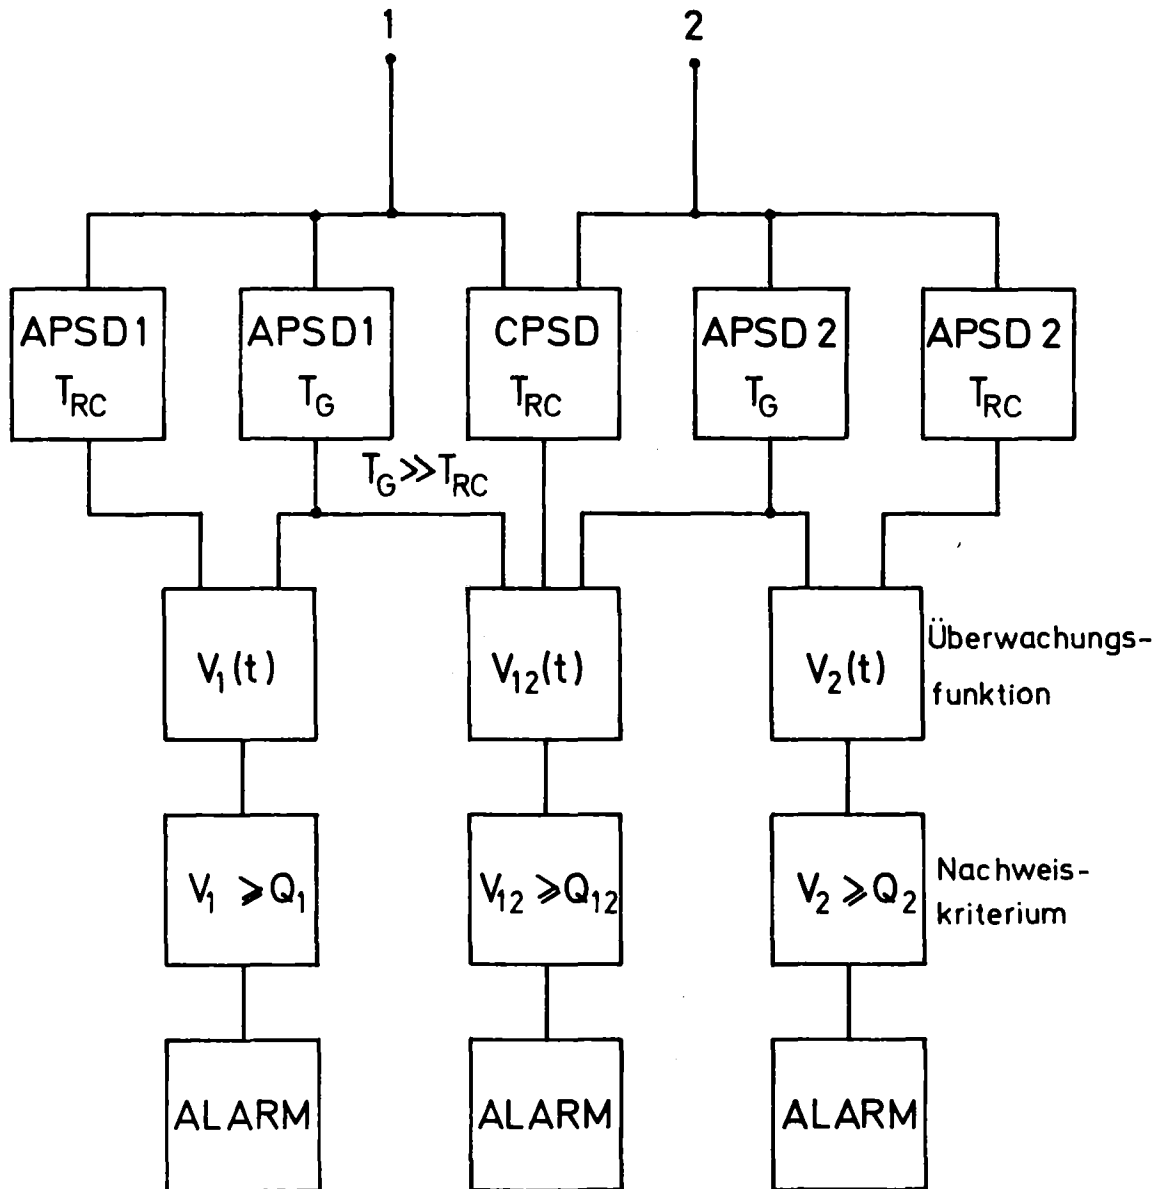 1
2
APSD1
T_RC
APSD1
T_G
CPSD
T_RC
APSD 2
T_G
APSD 2
T_RC
T_G ≫ T_RC
V_1(t)
V_12(t)
V_2(t)
Überwachungs-
funktion
V_1 ⩾ Q_1
V_12 ⩾ Q_12
V_2 ⩾ Q_2
Nachweis-
kriterium
ALARM
ALARM
ALARM